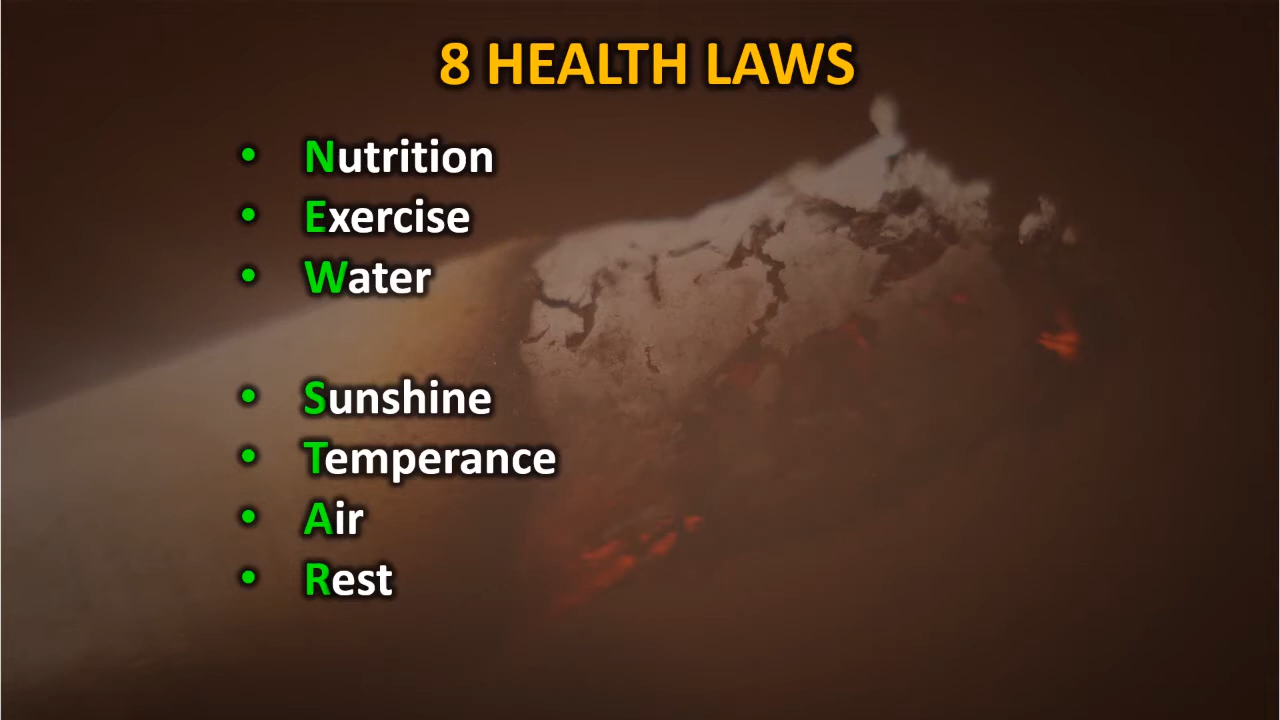 8 HEALTH LAWS
• Nutrition
• Exercise
• Water
• Sunshine
• Temperance
• Air
• Rest